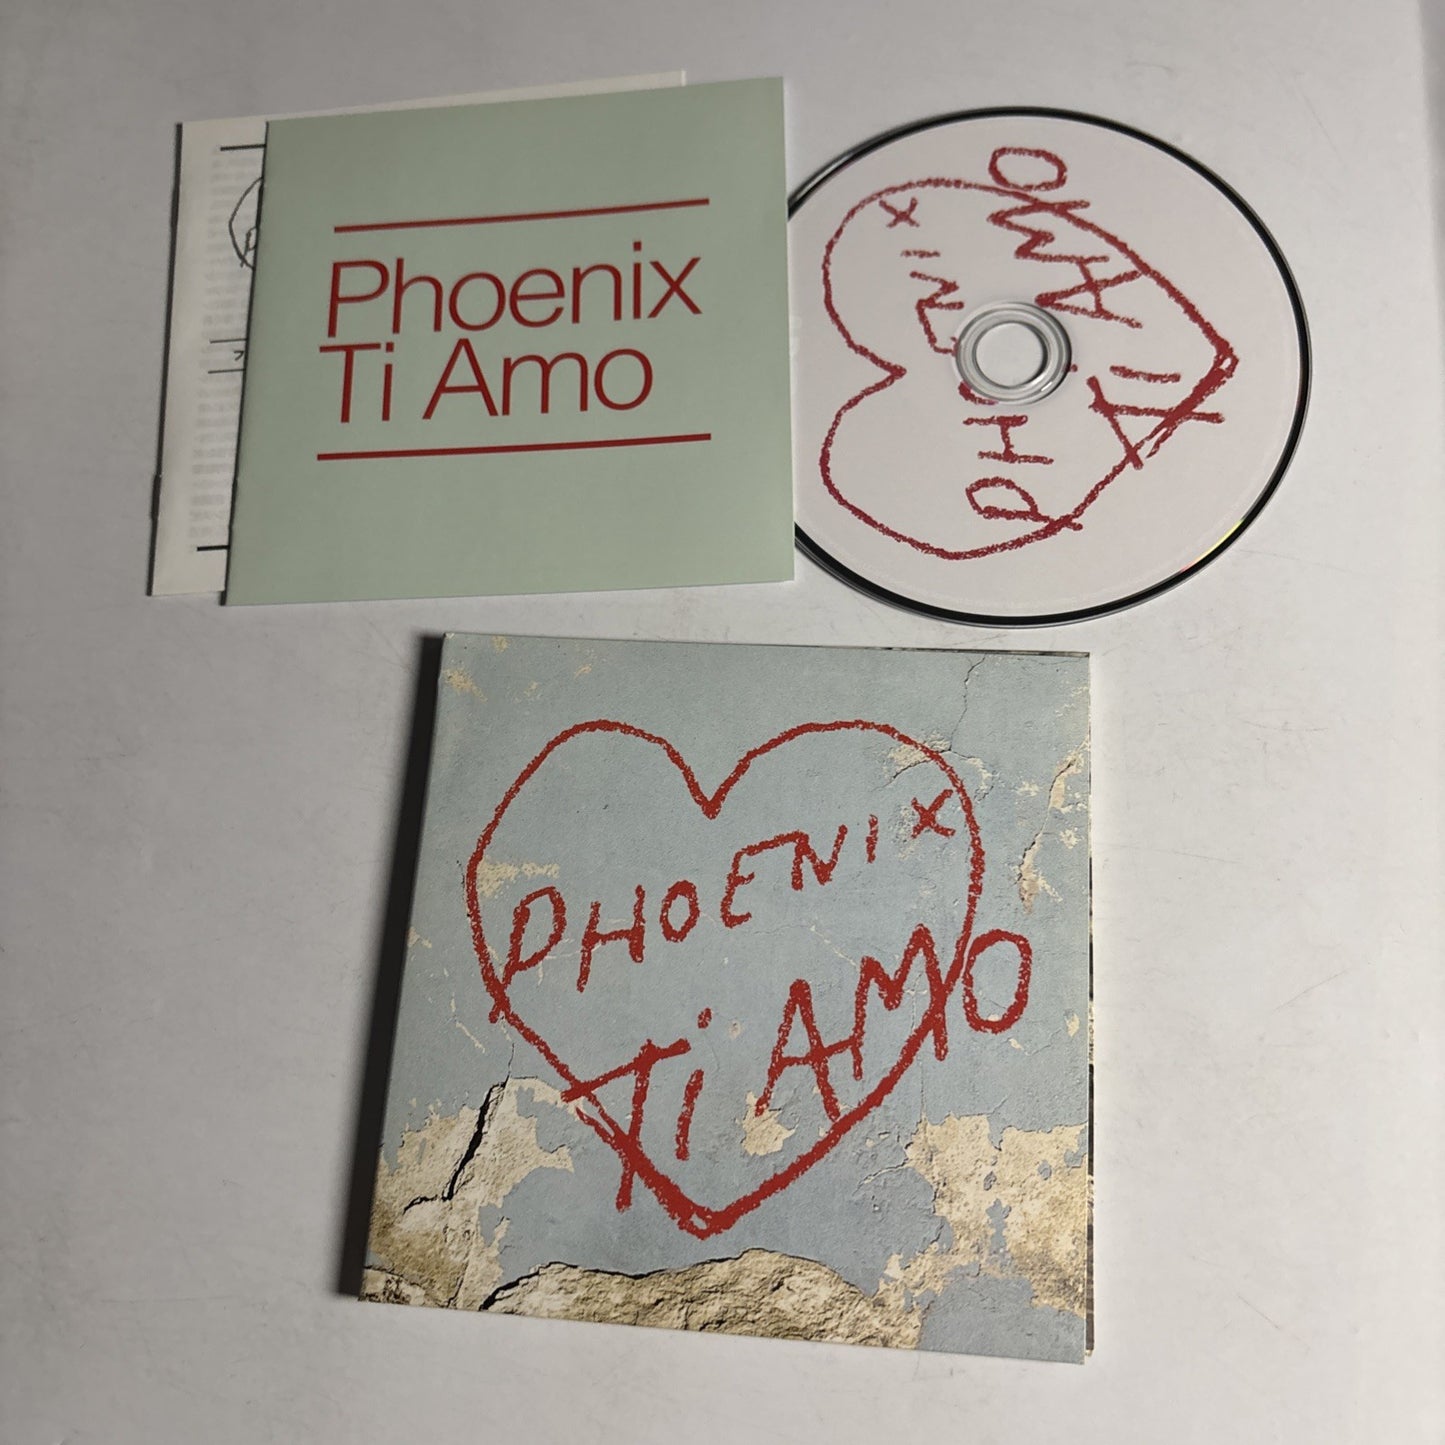 Phoenix
Ti Amo
PHOENIX
Ti AMO
PHOENIX
Ti AMO